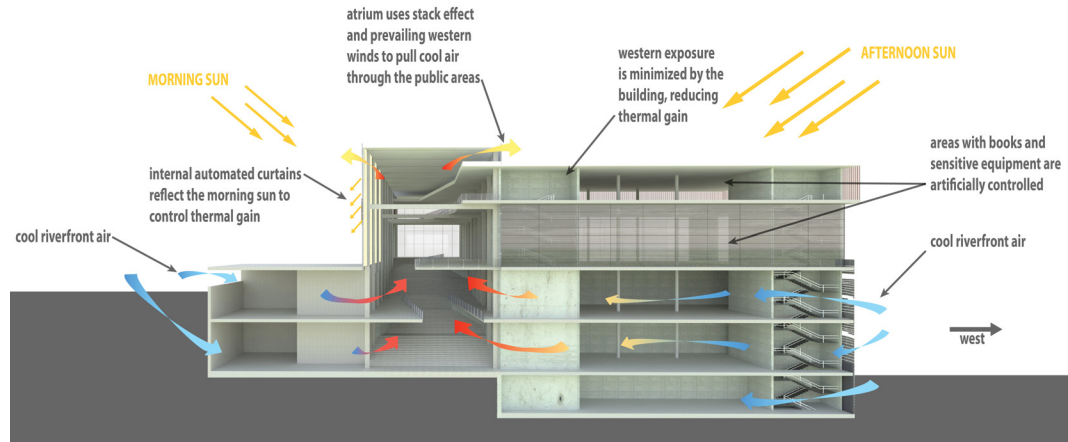 atrium uses stack effect
and prevailing western
winds to pull cool air
through the public areas
MORNING SUN
western exposure
is minimized by the
building, reducing
thermal gain
AFTERNOON SUN
internal automated curtains
reflect the morning sun to
control thermal gain
areas with books and
sensitive equipment are
artificially controlled
cool riverfront air
cool riverfront air
west